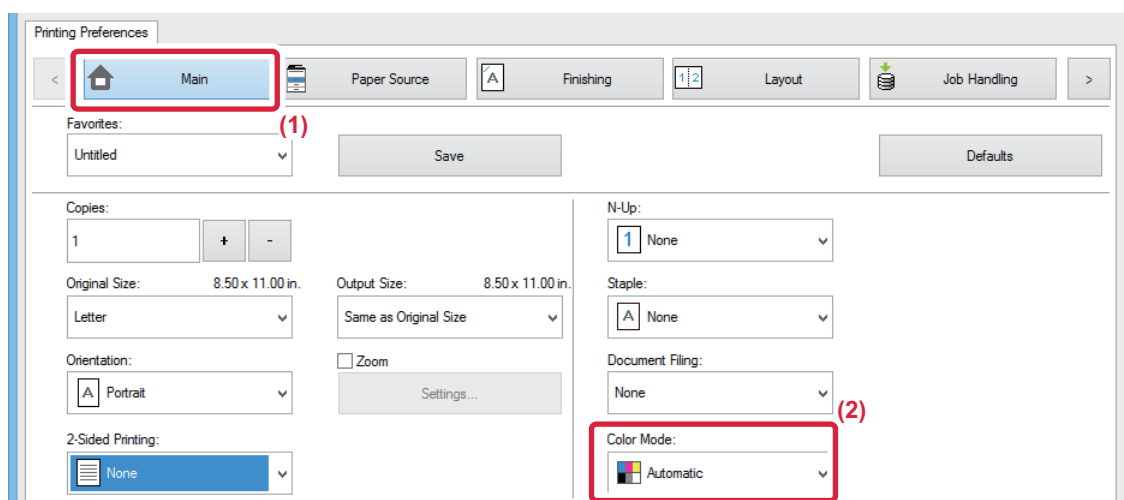 Printing Preferences
< Main Paper Source A Finishing 1 2 Layout Job Handling >
(1)
Favorites:
Untitled Save Defaults
Copies: N-Up:
1 + - 1 None
Original Size: 8.50 x 11.00 in. Output Size: 8.50 x 11.00 in. Staple:
Letter Same as Original Size A None
Orientation: Zoom Document Filing:
A Portrait Settings... None
(2)
2-Sided Printing: Color Mode:
None Automatic